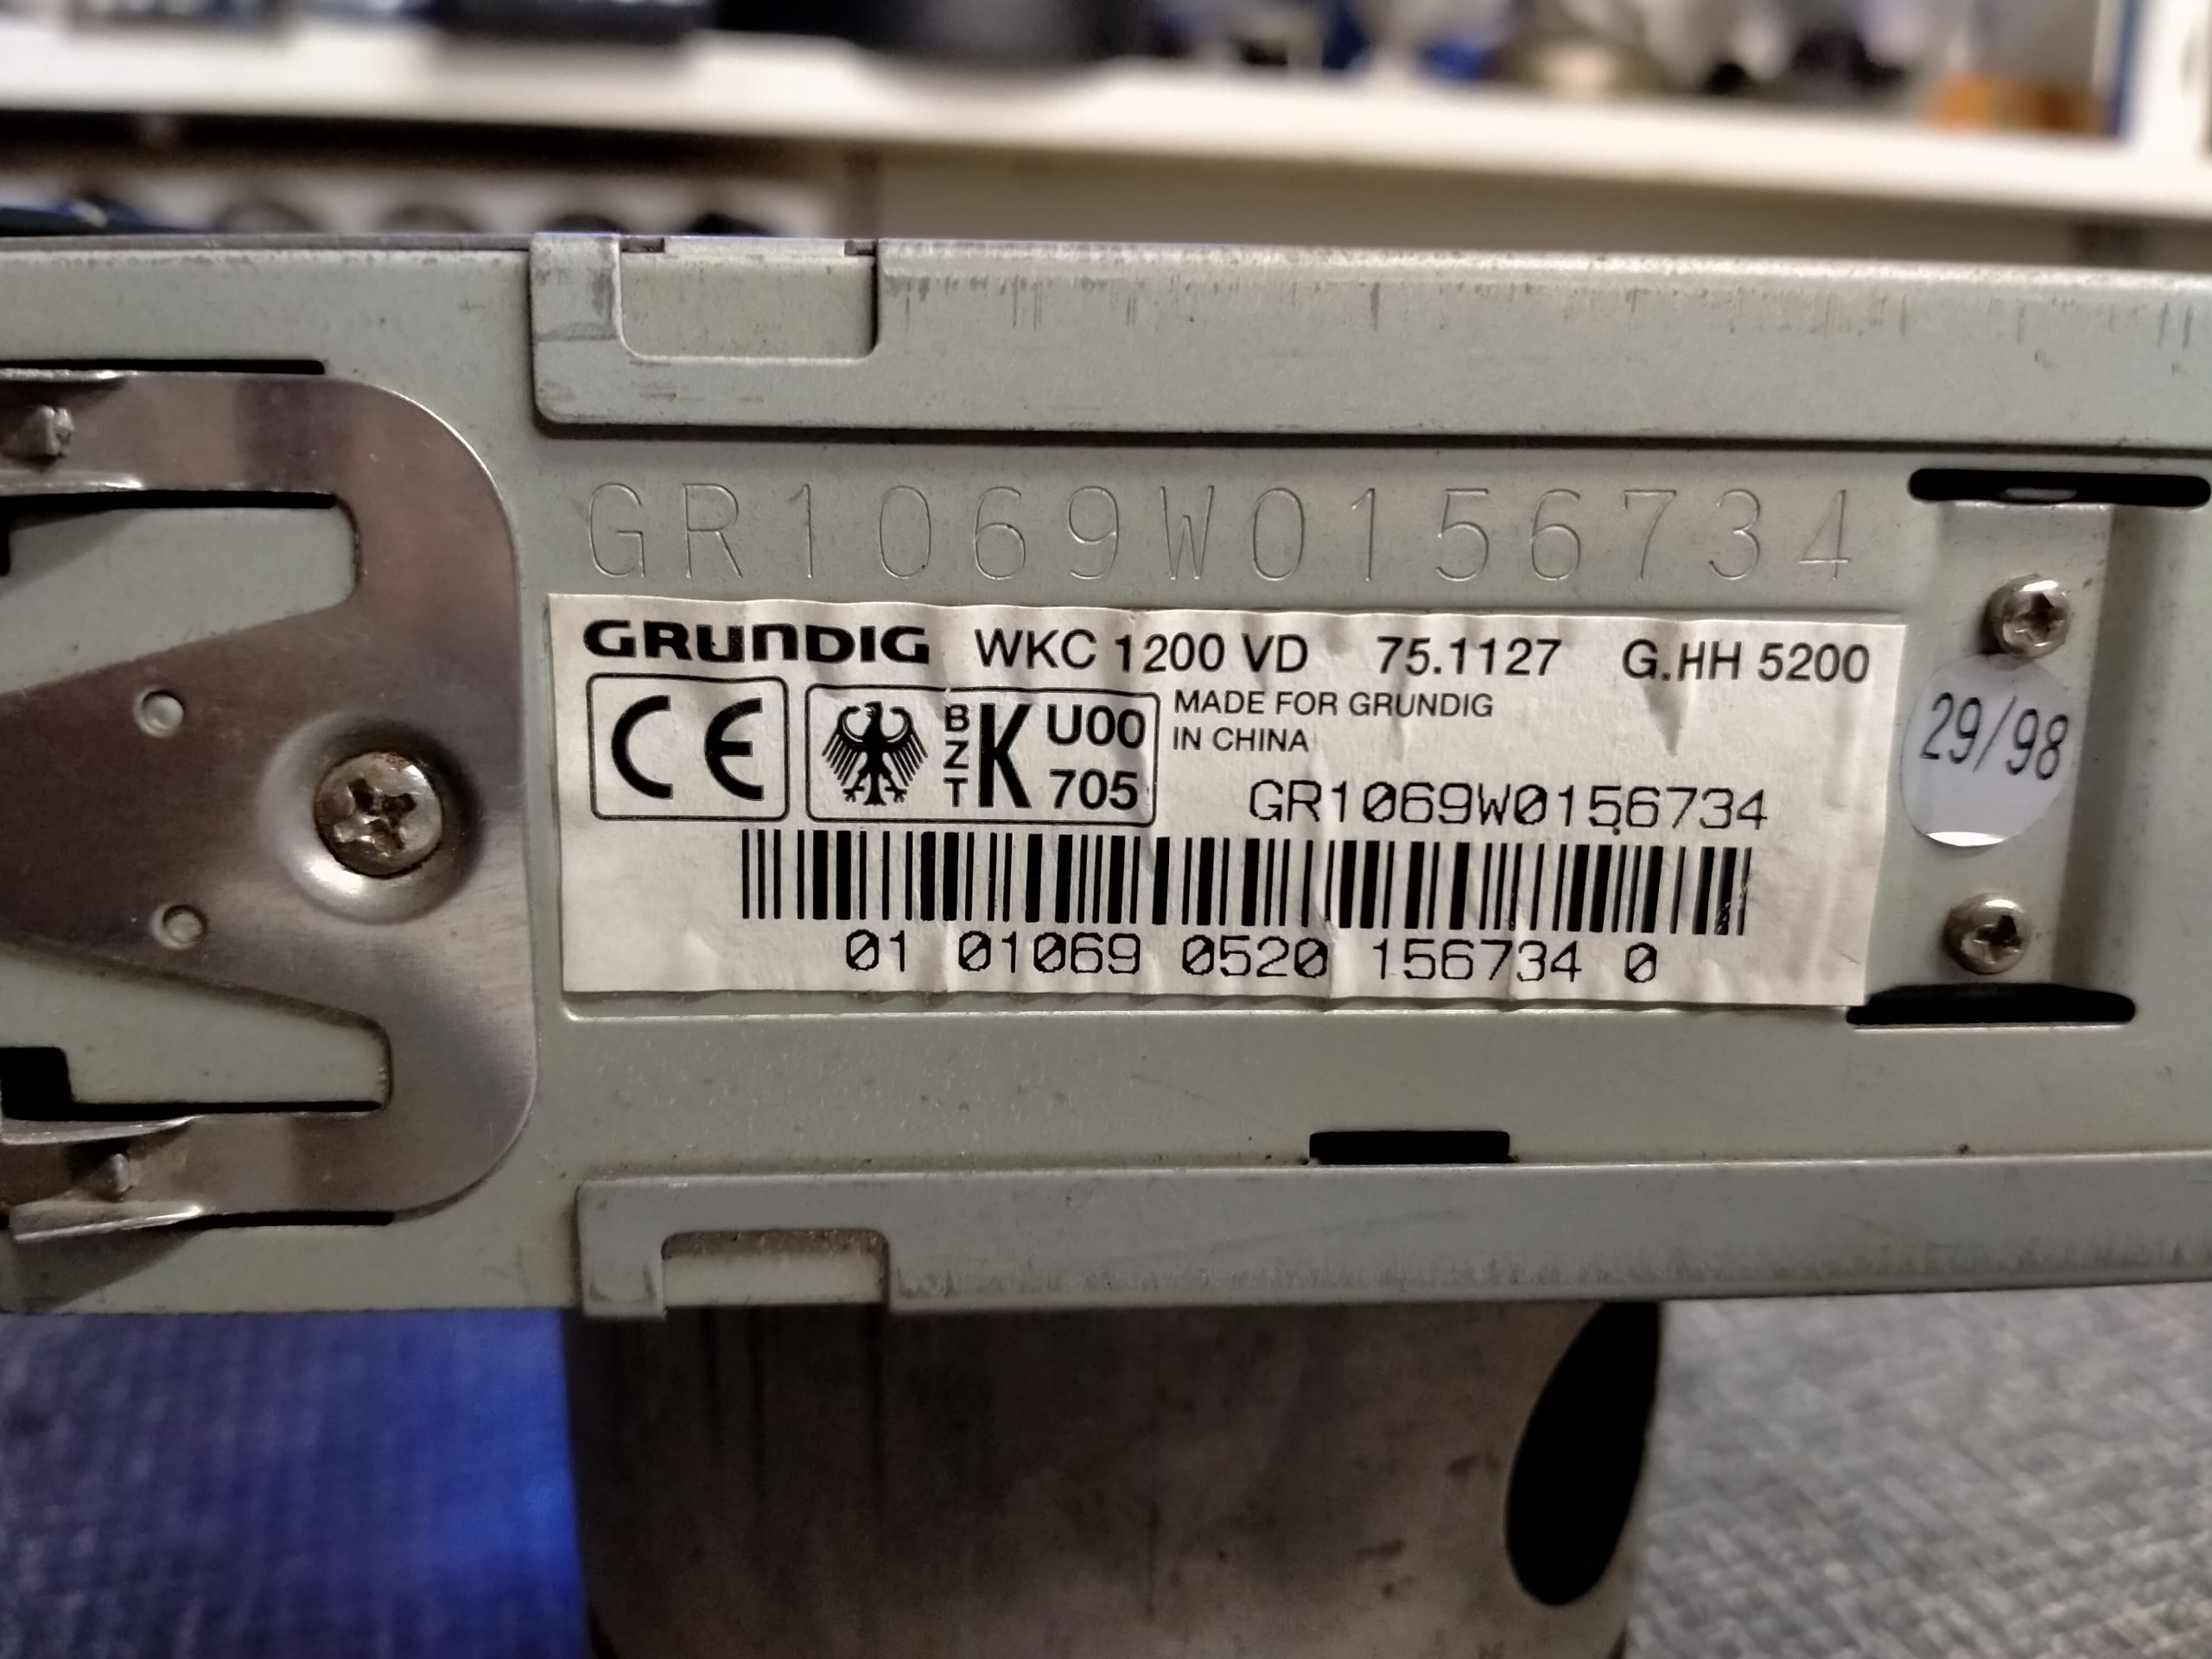 GR1069W0156734
GRUNDIG WKC 1200 VD 75.1127 G.HH 5200
CE BZT K U00 705
MADE FOR GRUNDIG
IN CHINA
GR1069W0156734
01 01069 0520 156734 0
29/98